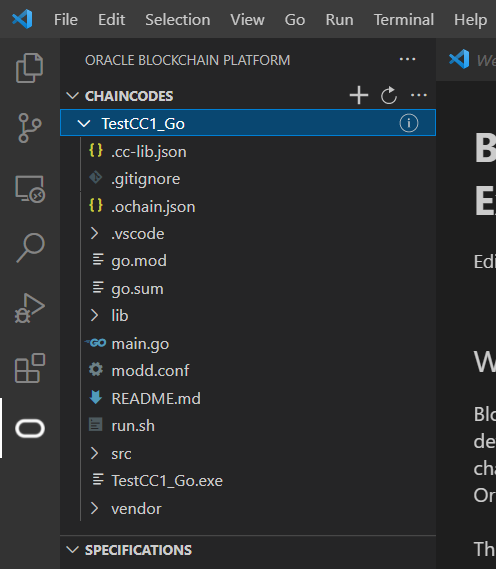 File Edit Selection View Go Run Terminal Help
ORACLE BLOCKCHAIN PLATFORM
We
CHAINCODES
TestCC1_Go
.cc-lib.json
.gitignore
.ochain.json
.vscode
go.mod
go.sum
lib
main.go
modd.conf
README.md
run.sh
src
TestCC1_Go.exe
vendor
SPECIFICATIONS
B
E
Edi
W
Blo
de
cha
Or
Th